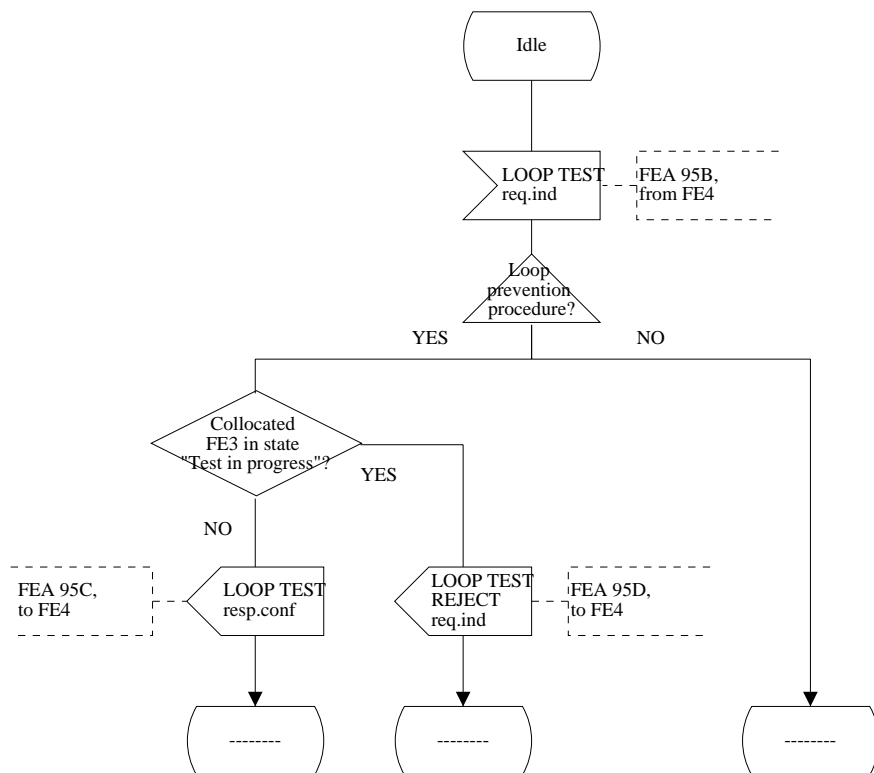 Idle
LOOP TEST
req.ind
FEA 95B,
from FE4
Loop
prevention
procedure?
YES
NO
Collocated
FE3 in state
"Test in progress"?
YES
NO
FEA 95C,
to FE4
LOOP TEST
resp.conf
LOOP TEST
REJECT
req.ind
FEA 95D,
to FE4
--------
--------
--------